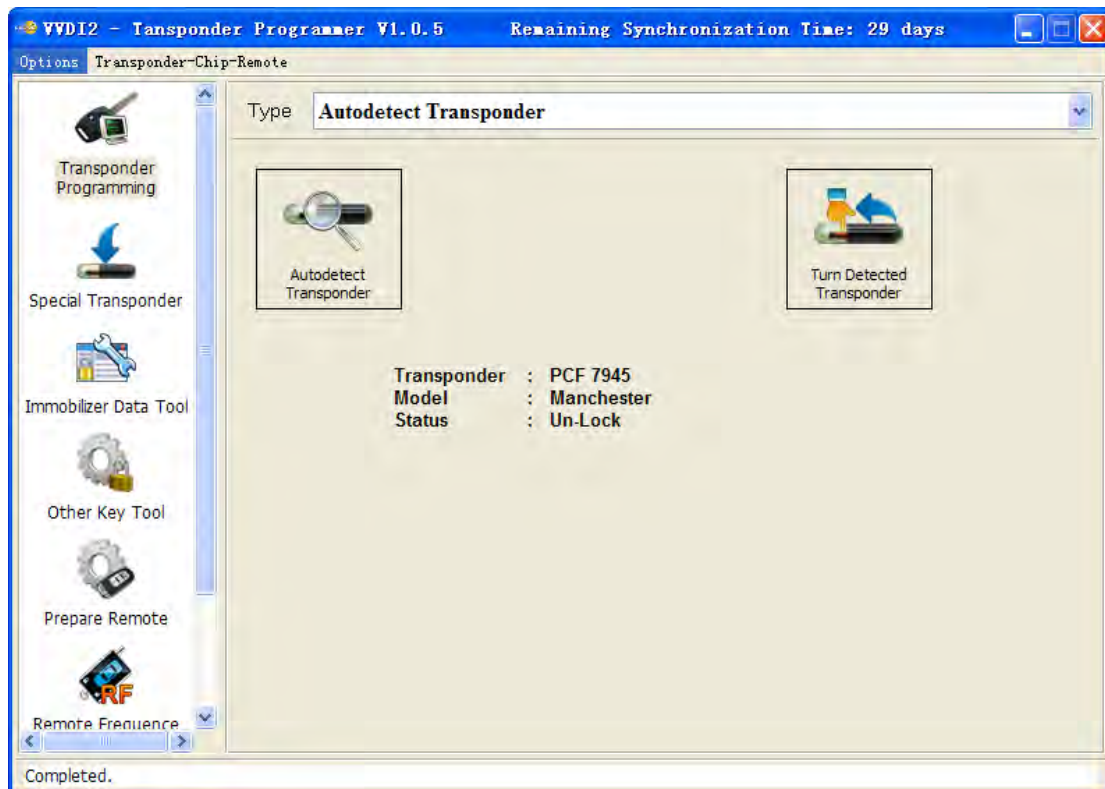 VVDI2 - Tansponder Programmer V1.0.5 Remaining Synchronization Time: 29 days
Options Transponder-Chip-Remote
Transponder
Programming
Special Transponder
Immobilizer Data Tool
Other Key Tool
Prepare Remote
RF
Remote Frequence
Type Autodetect Transponder
Autodetect
Transponder
Turn Detected
Transponder
Transponder : PCF 7945
Model : Manchester
Status : Un-Lock
Completed.